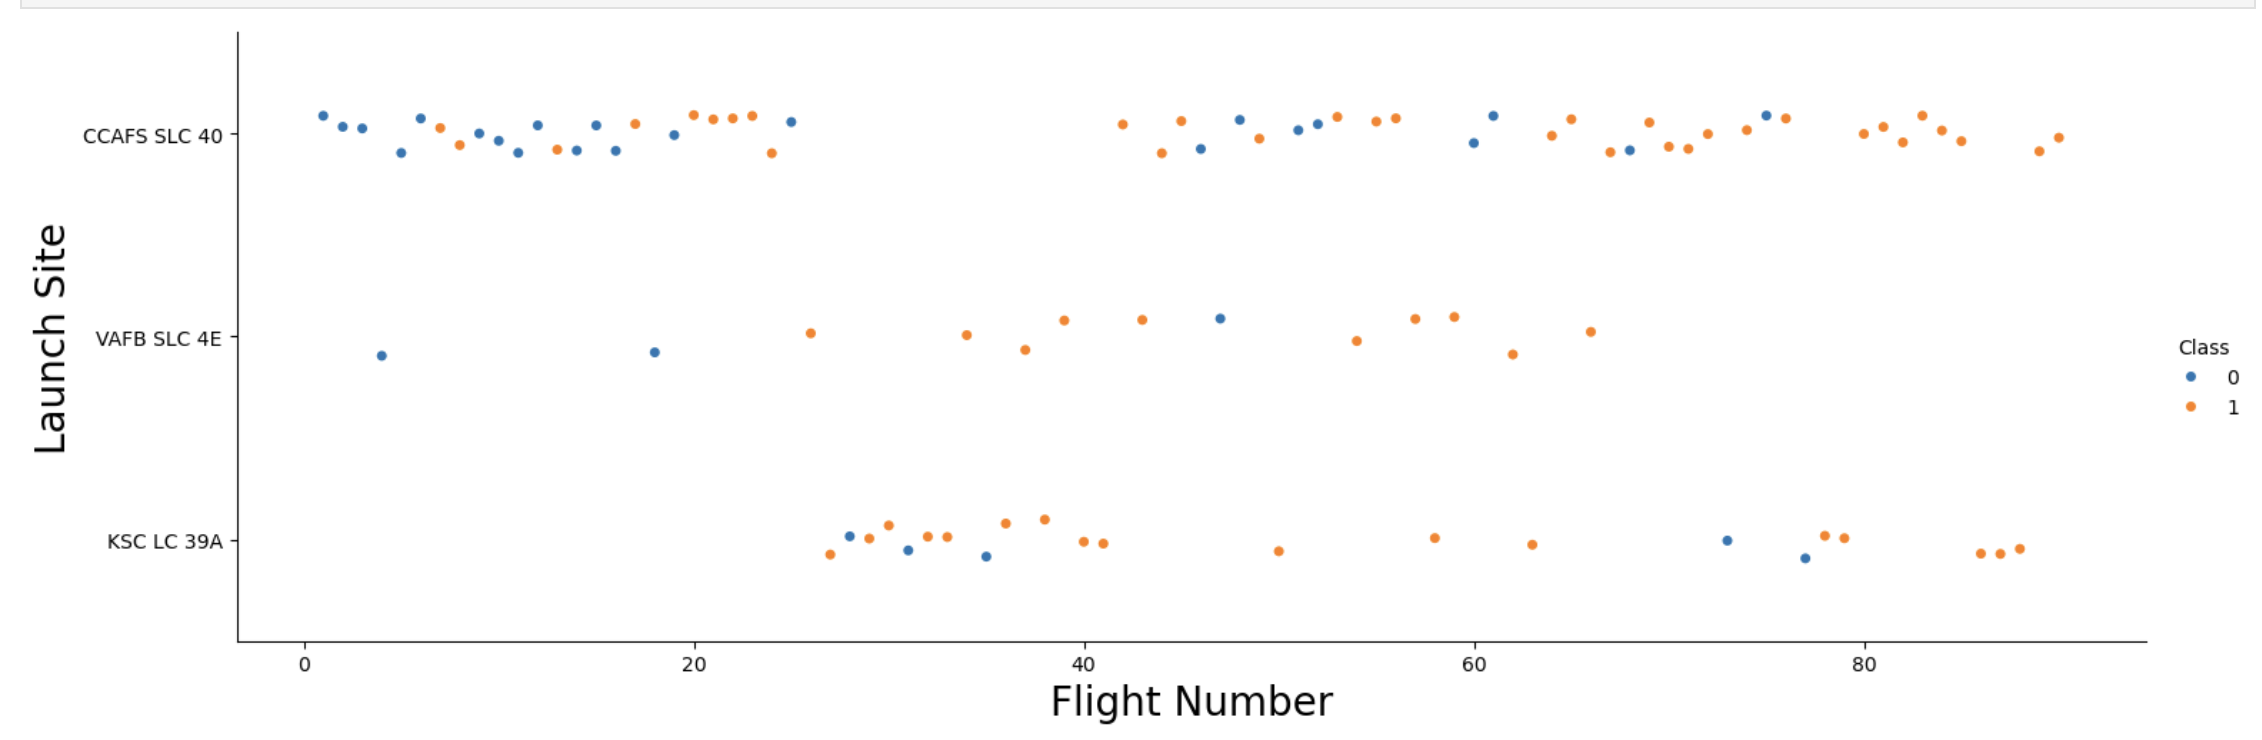 Launch Site
CCAFS SLC 40
VAFB SLC 4E
KSC LC 39A
0 20 40 60 80
Flight Number
Class
0
1